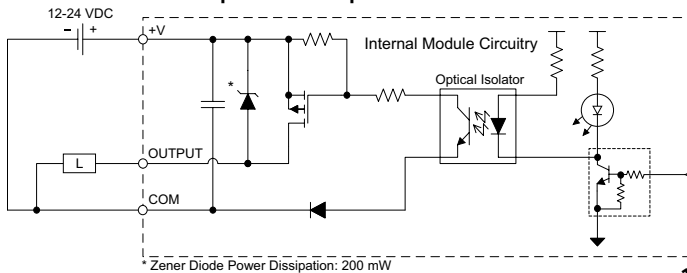 12-24 VDC
- +
+V
Internal Module Circuitry
Optical Isolator
*
L
OUTPUT
COM
* Zener Diode Power Dissipation: 200 mW